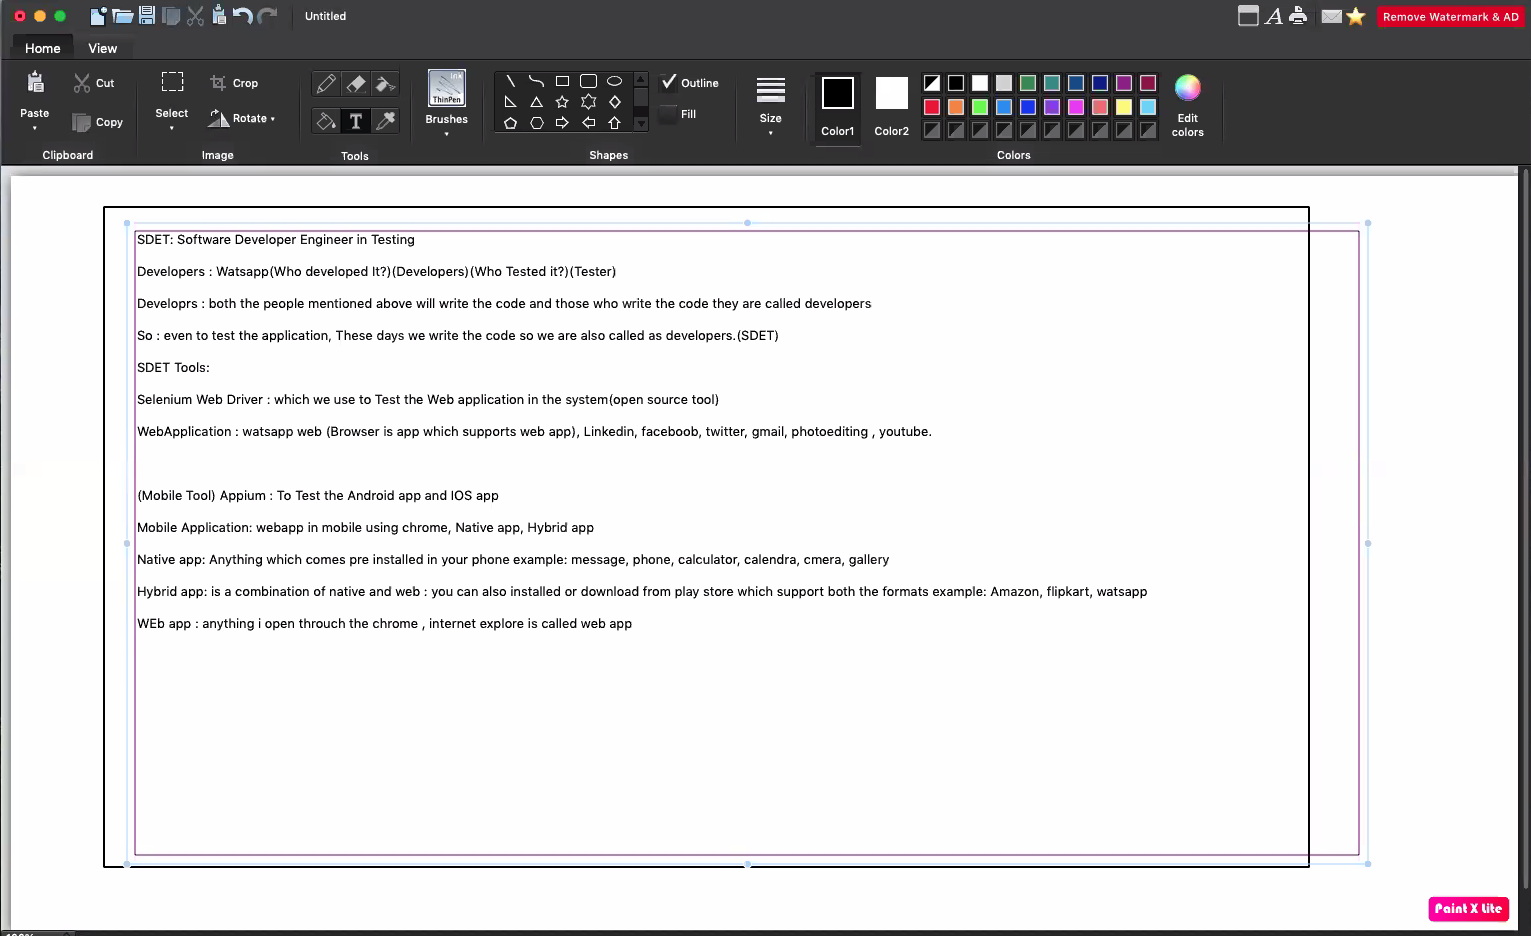 Untitled
Remove Watermark & AD
Home
View
Paste
Cut
Copy
Clipboard
Select
Crop
Rotate
Image
T
Tools
ink
ThinPen
Brushes
Outline
Fill
Shapes
Size
Color1
Color2
Edit
colors
Colors
SDET: Software Developer Engineer in Testing
Developers : Watsapp(Who developed It?)(Developers)(Who Tested it?)(Tester)
Developrs : both the people mentioned above will write the code and those who write the code they are called developers
So : even to test the application, These days we write the code so we are also called as developers.(SDET)
SDET Tools:
Selenium Web Driver : which we use to Test the Web application in the system(open source tool)
WebApplication : watsapp web (Browser is app which supports web app), Linkedin, faceboob, twitter, gmail, photoediting , youtube.
(Mobile Tool) Appium : To Test the Android app and IOS app
Mobile Application: webapp in mobile using chrome, Native app, Hybrid app
Native app: Anything which comes pre installed in your phone example: message, phone, calculator, calendra, cmera, gallery
Hybrid app: is a combination of native and web : you can also installed or download from play store which support both the formats example: Amazon, flipkart, watsapp
WEb app : anything i open throuch the chrome , internet explore is called web app
Paint X Lite